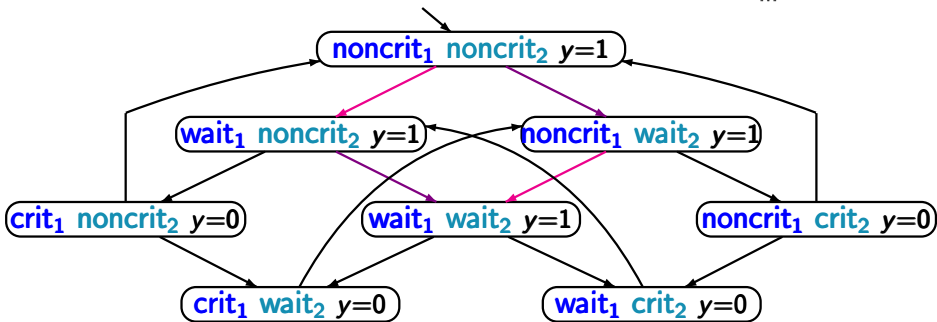 noncrit₁ noncrit₂ y=1
wait₁ noncrit₂ y=1
noncrit₁ wait₂ y=1
crit₁ noncrit₂ y=0
wait₁ wait₂ y=1
noncrit₁ crit₂ y=0
crit₁ wait₂ y=0
wait₁ crit₂ y=0